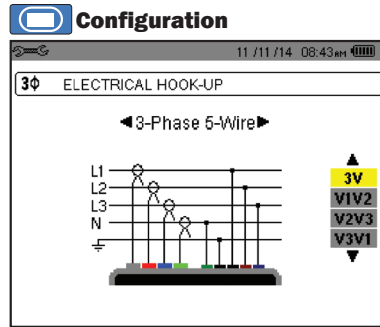 Configuration
11 /11 /14 08:43AM
3Φ ELECTRICAL HOOK-UP
◄3-Phase 5-Wire►
L1
L2
L3
N
3V
V1V2
V2V3
V3V1